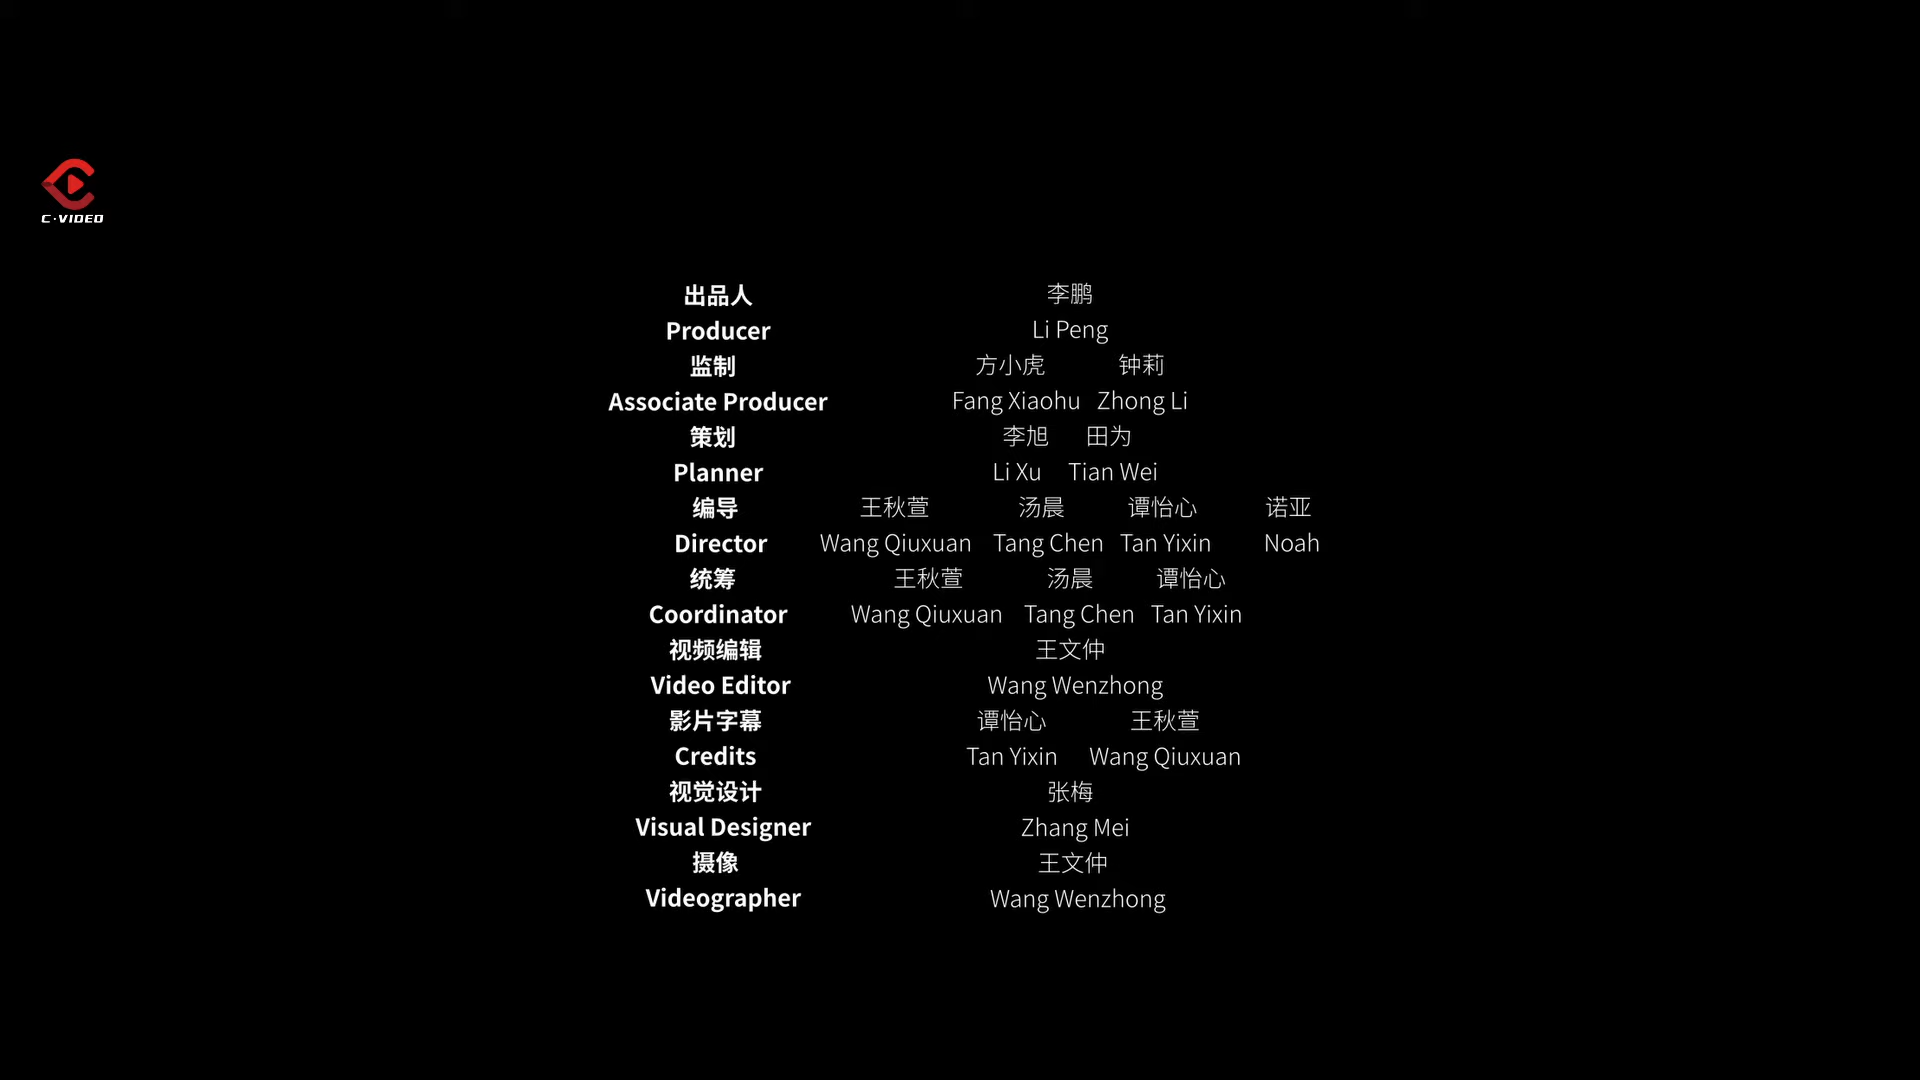 C·VIDEO
出品人 李鹏
Producer Li Peng
监制 方小虎 钟莉
Associate Producer Fang Xiaohu Zhong Li
策划 李旭 田为
Planner Li Xu Tian Wei
编导 王秋萱 汤晨 谭怡心 诺亚
Director Wang Qiuxuan Tang Chen Tan Yixin Noah
统筹 王秋萱 汤晨 谭怡心
Coordinator Wang Qiuxuan Tang Chen Tan Yixin
视频编辑 王文仲
Video Editor Wang Wenzhong
影片字幕 谭怡心 王秋萱
Credits Tan Yixin Wang Qiuxuan
视觉设计 张梅
Visual Designer Zhang Mei
摄像 王文仲
Videographer Wang Wenzhong